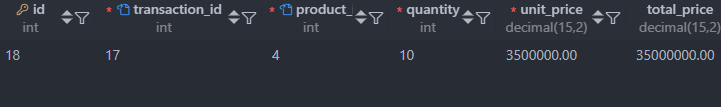 id * transaction_id * product_ * quantity * unit_price total_price
int int int int decimal(15,2) decimal(15,2)
18 17 4 10 3500000.00 35000000.00